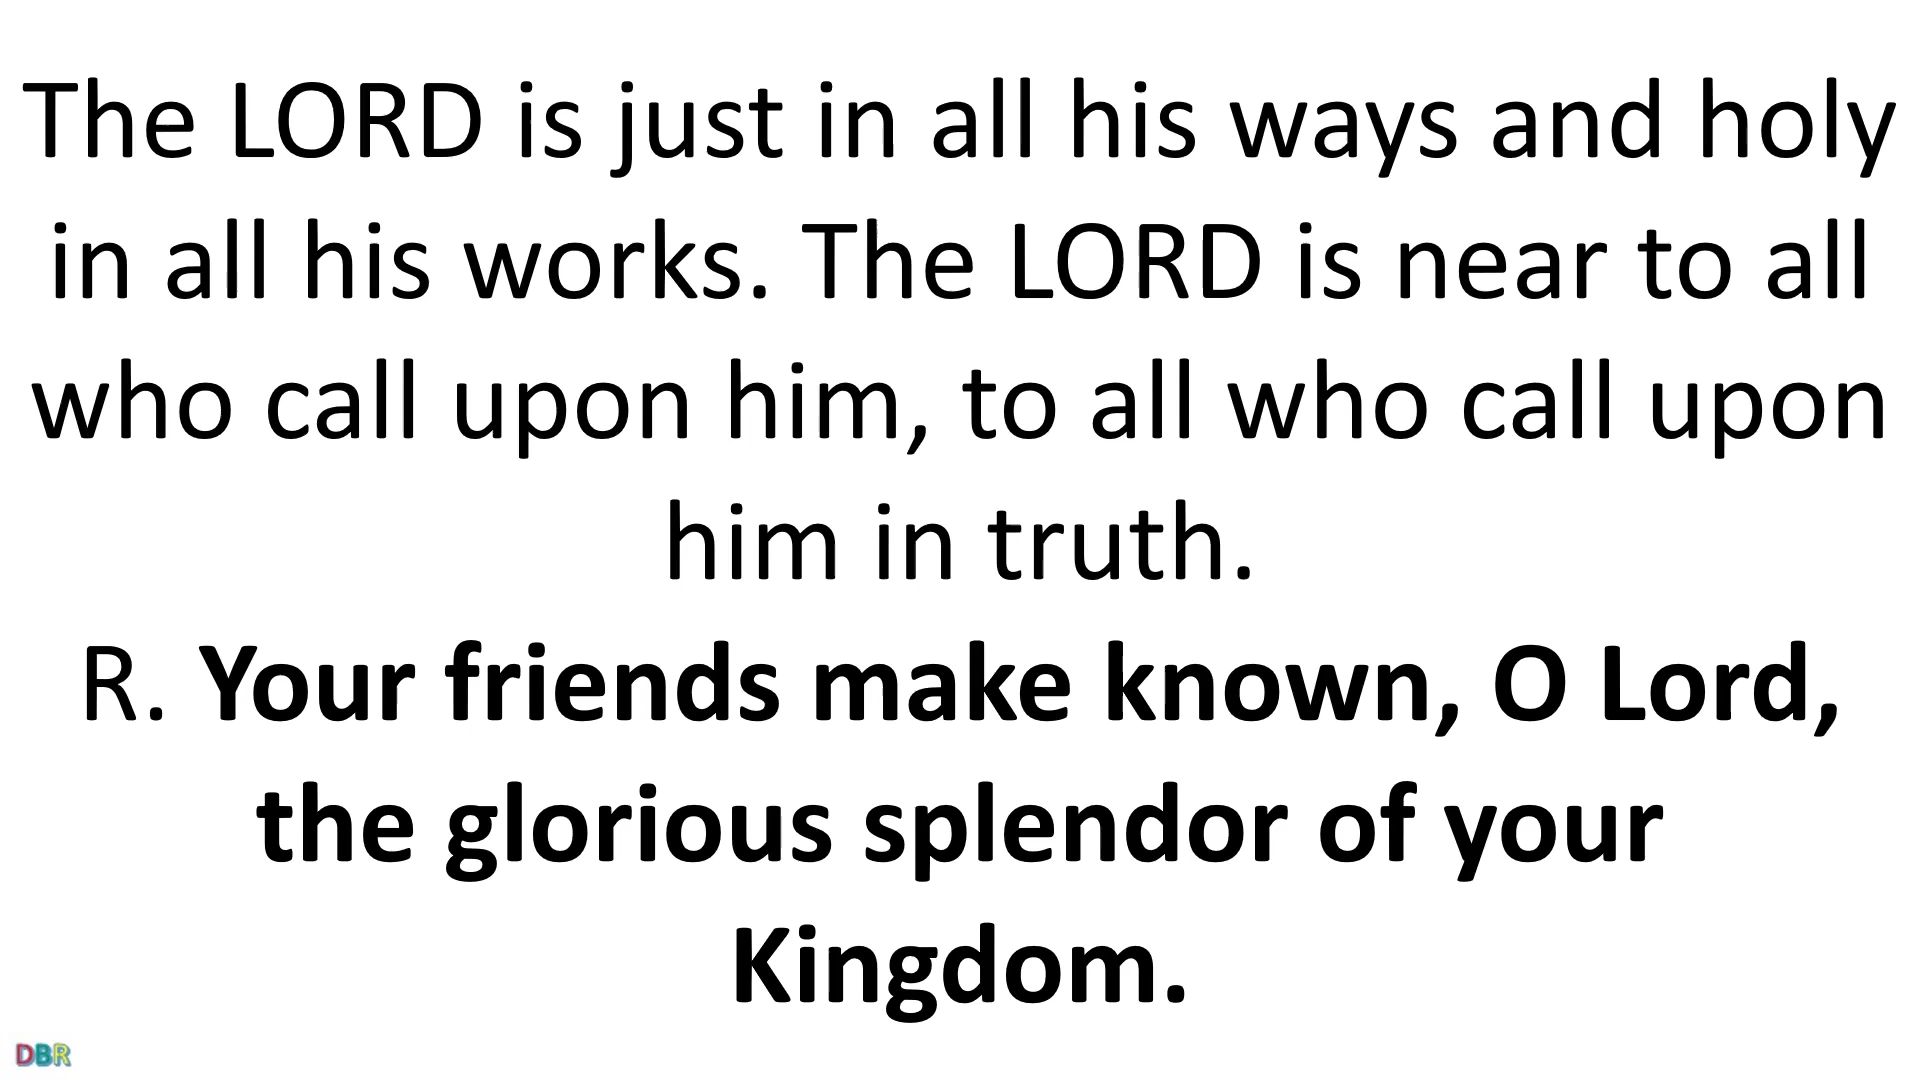 The LORD is just in all his ways and holy
in all his works. The LORD is near to all
who call upon him, to all who call upon
him in truth.
R. Your friends make known, O Lord,
the glorious splendor of your
Kingdom.
DBR